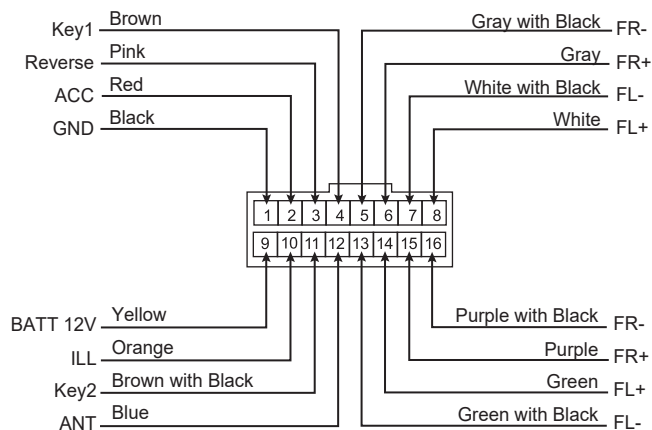 Key1 Brown Gray with Black FR-
Reverse Pink Gray FR+
ACC Red White with Black FL-
GND Black White FL+
1 2 3 4 5 6 7 8
9 10 11 12 13 14 15 16
BATT 12V Yellow Purple with Black FR-
ILL Orange Purple FR+
Key2 Brown with Black Green FL+
ANT Blue Green with Black FL-